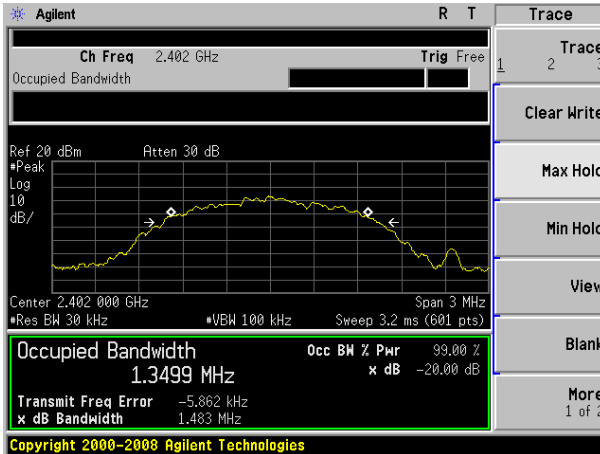 Agilent R T Trace
Ch Freq 2.402 GHz Trig Free
Occupied Bandwidth
Trace
1 2 3
Clear Write
Max Hold
Min Hold
View
Blank
More
1 of 2
Ref 20 dBm Atten 30 dB
#Peak
Log
10
dB/
Center 2.402 000 GHz Span 3 MHz
#Res BW 30 kHz #VBW 100 kHz Sweep 3.2 ms (601 pts)
Occupied Bandwidth Occ BW % Pwr 99.00 %
1.3499 MHz x dB -20.00 dB
Transmit Freq Error -5.862 kHz
x dB Bandwidth 1.483 MHz
Copyright 2000-2008 Agilent Technologies